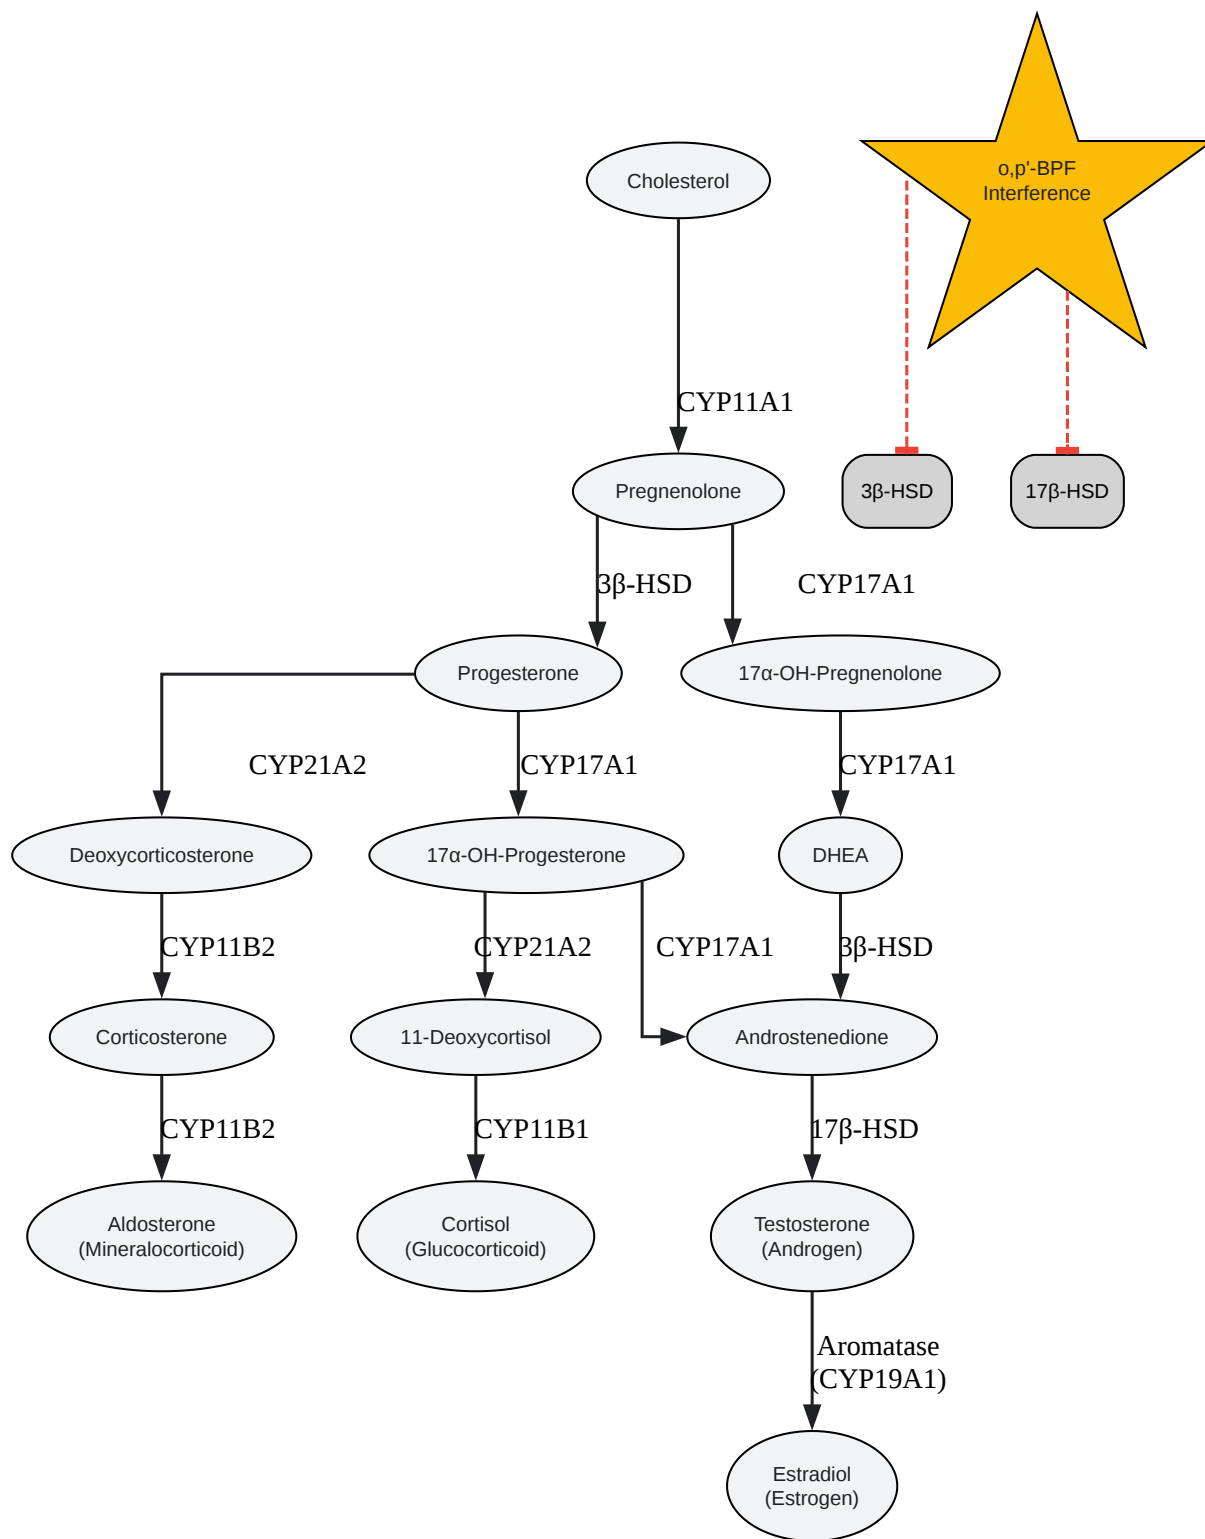 o,p'-BPF
Interference
Cholesterol
CYP11A1
Pregnenolone
3β-HSD
17β-HSD
3β-HSD
CYP17A1
Progesterone
17α-OH-Pregnenolone
CYP21A2
CYP17A1
CYP17A1
Deoxycorticosterone
17α-OH-Progesterone
DHEA
CYP11B2
CYP21A2
CYP17A1
3β-HSD
Corticosterone
11-Deoxycortisol
Androstenedione
CYP11B2
CYP11B1
17β-HSD
Aldosterone
(Mineralocorticoid)
Cortisol
(Glucocorticoid)
Testosterone
(Androgen)
Aromatase
(CYP19A1)
Estradiol
(Estrogen)